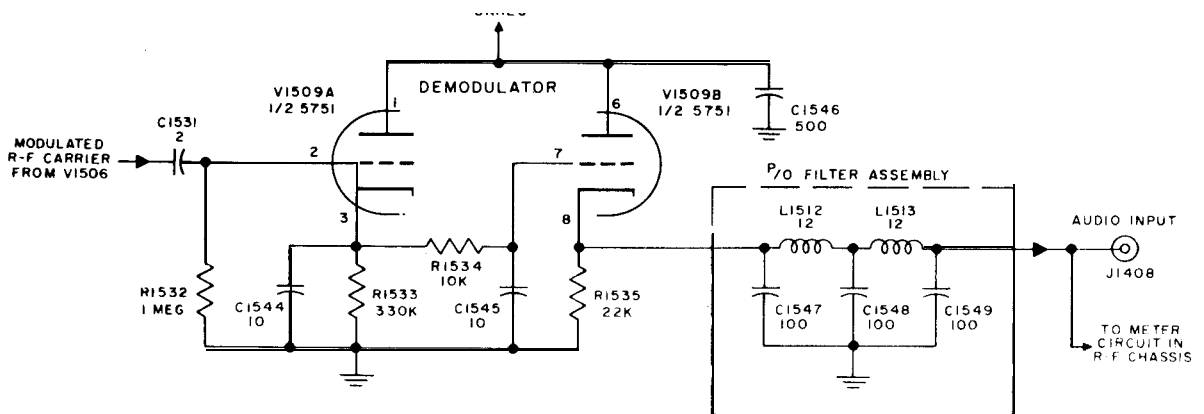 DEMODULATOR
V1509A
1/2 5751
1
V1509B
1/2 5751
6
C1546
500
C1531
2
MODULATED
R-F CARRIER
FROM V1506
2
3
7
8
P/O FILTER ASSEMBLY
L1512
12
L1513
12
AUDIO INPUT
J1408
R1532
1 MEG
C1544
10
R1533
330K
R1534
10K
C1545
10
R1535
22K
C1547
100
C1548
100
C1549
100
TO METER
CIRCUIT IN
R-F CHASSIS